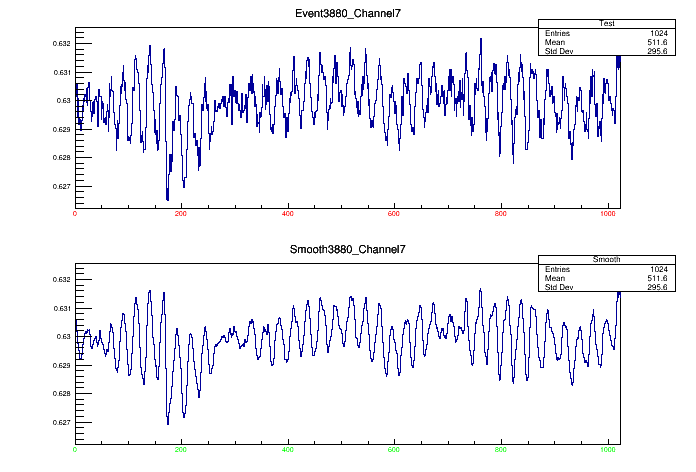 Event3880_Channel7
Test
Entries 1024
Mean 511.6
Std Dev 295.6
0.632
0.631
0.63
0.629
0.628
0.627
0 200 400 600 800 1000
Smooth3880_Channel7
Smooth
Entries 1024
Mean 511.6
Std Dev 295.6
0.632
0.631
0.63
0.629
0.628
0.627
0 200 400 600 800 1000